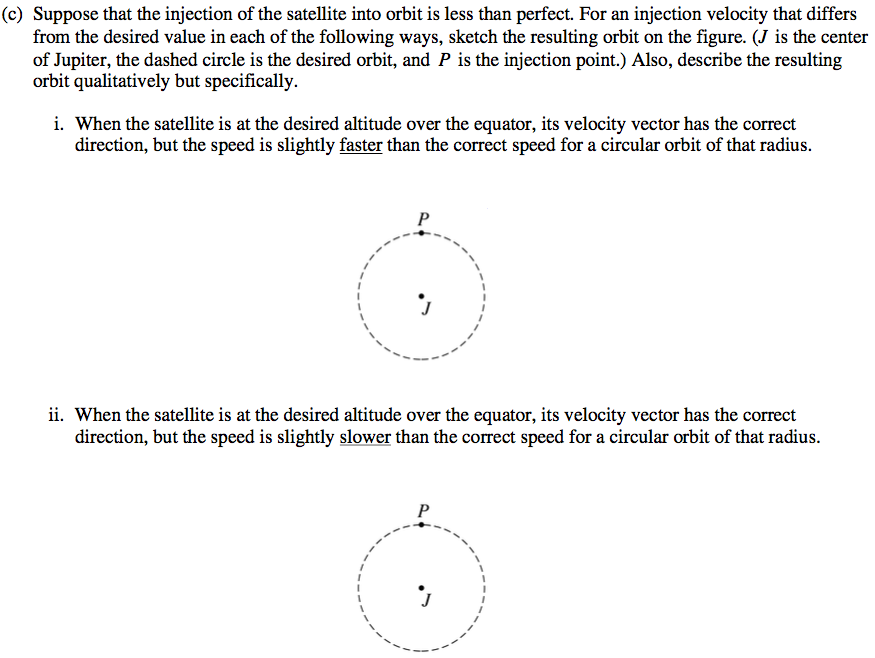 (c) Suppose that the injection of the satellite into orbit is less than perfect. For an injection velocity that differs
from the desired value in each of the following ways, sketch the resulting orbit on the figure. (J is the center
of Jupiter, the dashed circle is the desired orbit, and P is the injection point.) Also, describe the resulting
orbit qualitatively but specifically.
i. When the satellite is at the desired altitude over the equator, its velocity vector has the correct
direction, but the speed is slightly faster than the correct speed for a circular orbit of that radius.
P
J
ii. When the satellite is at the desired altitude over the equator, its velocity vector has the correct
direction, but the speed is slightly slower than the correct speed for a circular orbit of that radius.
P
J